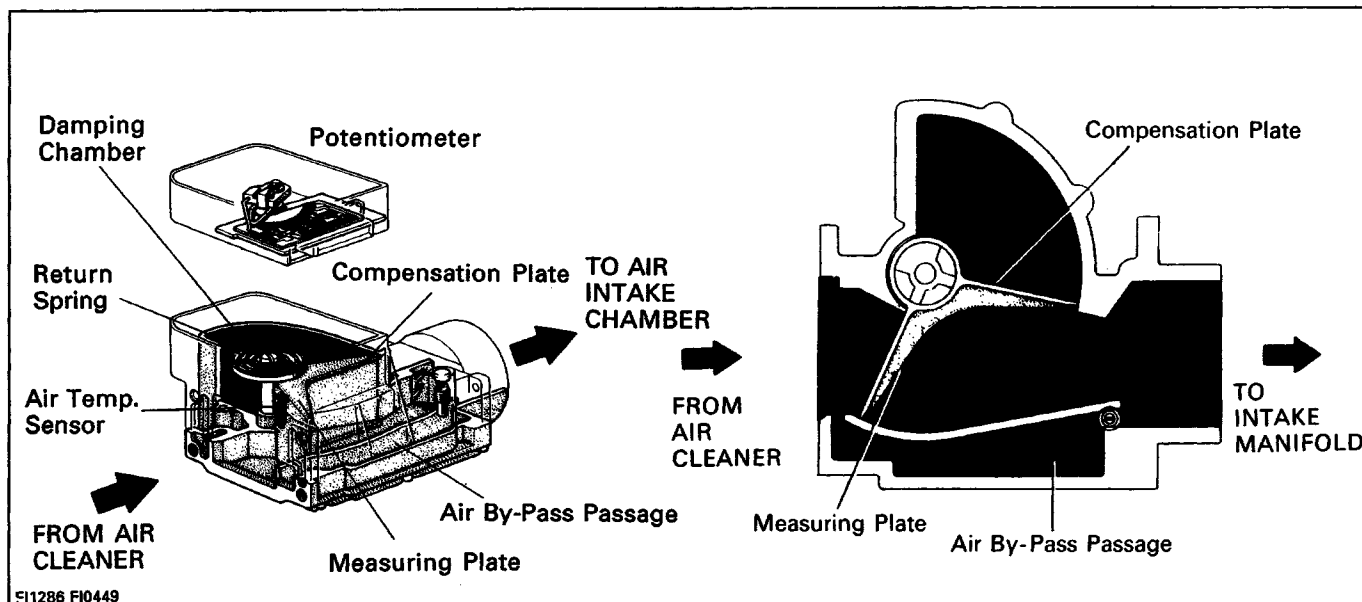 Damping
Chamber
Potentiometer
Compensation Plate
Return
Spring
Compensation Plate
TO AIR
INTAKE
CHAMBER
Air Temp.
Sensor
FROM
AIR
CLEANER
TO
INTAKE
MANIFOLD
Air By-Pass Passage
Measuring Plate
Air By-Pass Passage
FROM AIR
CLEANER
Measuring Plate
FI1286 FI0449